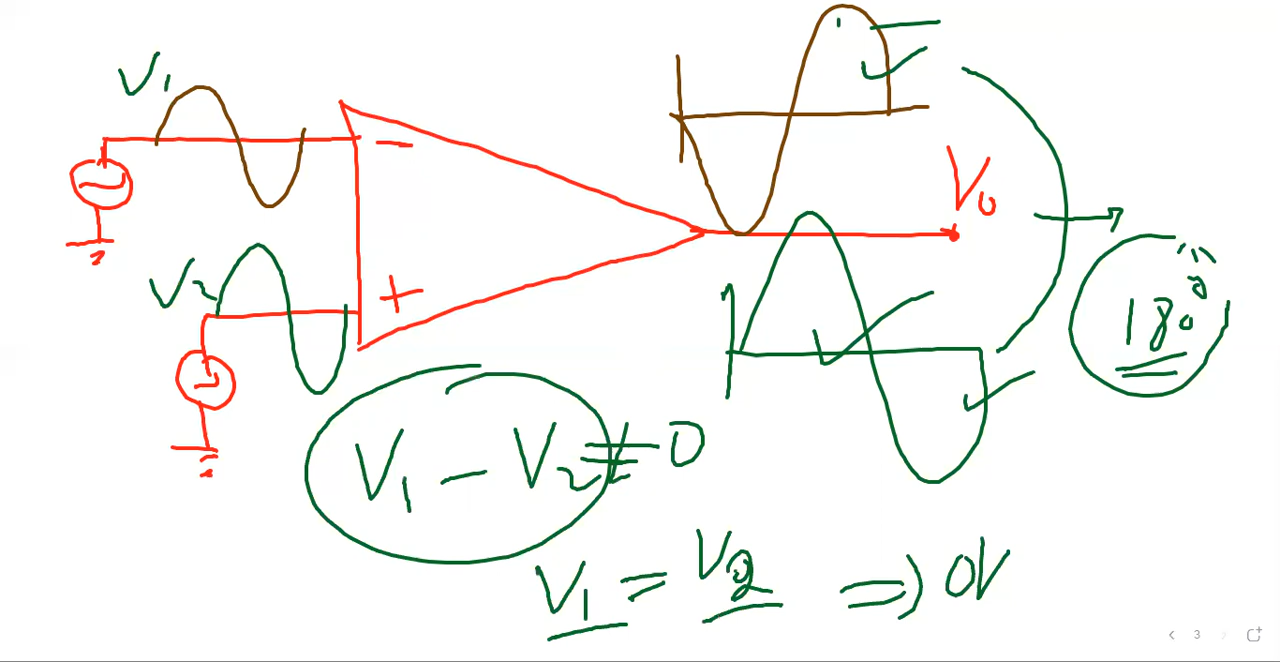 V1
−
V0
V2
+
180°
V1 − V2 ≠ 0
V1 = V2 ⇒ 0V
3